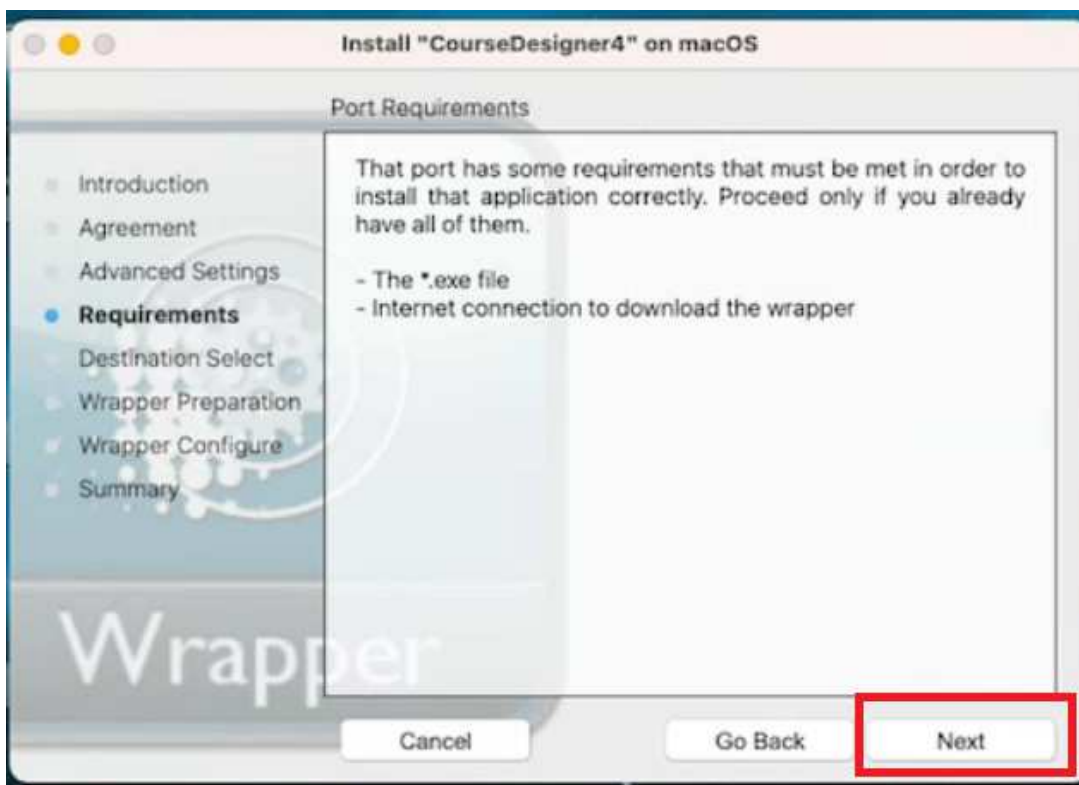 Install "CourseDesigner4" on macOS
Port Requirements
Introduction
Agreement
Advanced Settings
Requirements
Destination Select
Wrapper Preparation
Wrapper Configure
Summary
That port has some requirements that must be met in order to
install that application correctly. Proceed only if you already
have all of them.
- The *.exe file
- Internet connection to download the wrapper
Wrapper
Cancel
Go Back
Next